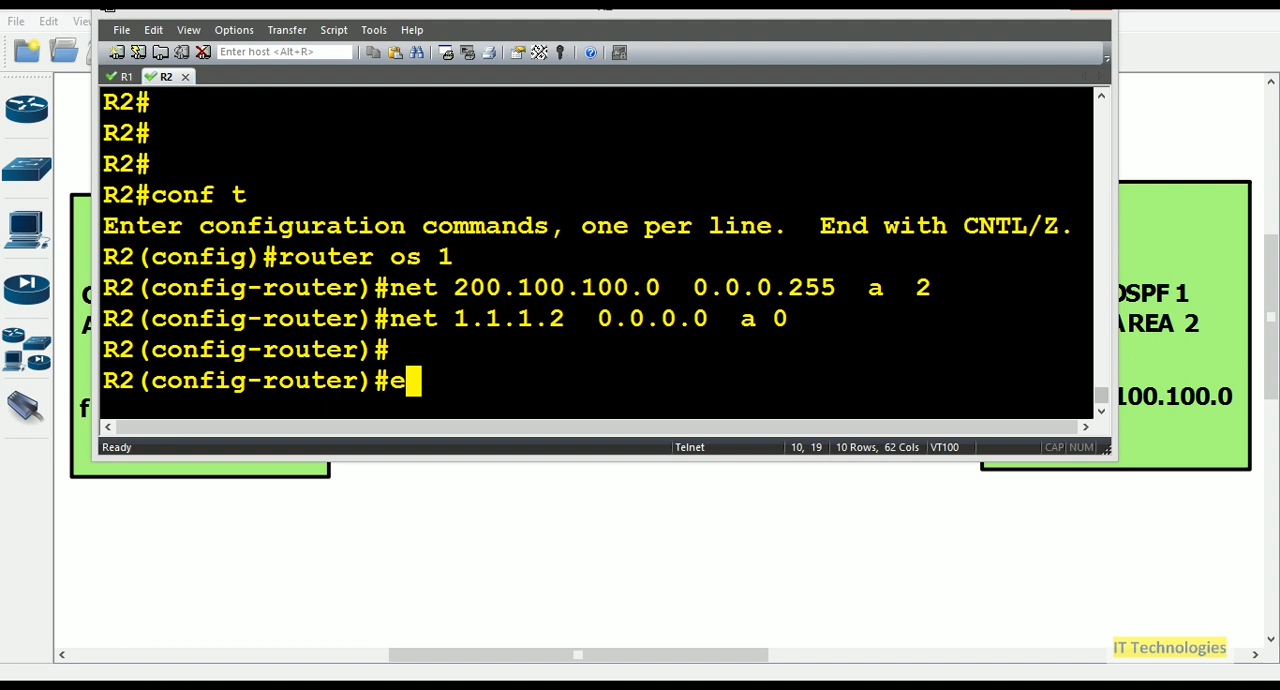 File Edit Vie
File Edit View Options Transfer Script Tools Help
Enter host <Alt+R>
R1 R2
R2#
R2#
R2#
R2#conf t
Enter configuration commands, one per line.  End with CNTL/Z.
R2(config)#router os 1
R2(config-router)#net 200.100.100.0  0.0.0.255  a  2
R2(config-router)#net 1.1.1.2  0.0.0.0  a 0
R2(config-router)#
R2(config-router)#e
Ready Telnet 10, 19 10 Rows, 62 Cols VT100 CAP NUM
OSPF 1
AREA 2
100.100.0
f
IT Technologies